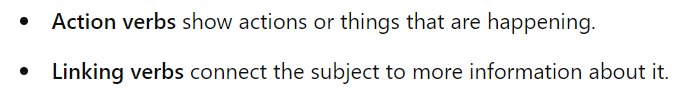 • Action verbs show actions or things that are happening.
• Linking verbs connect the subject to more information about it.